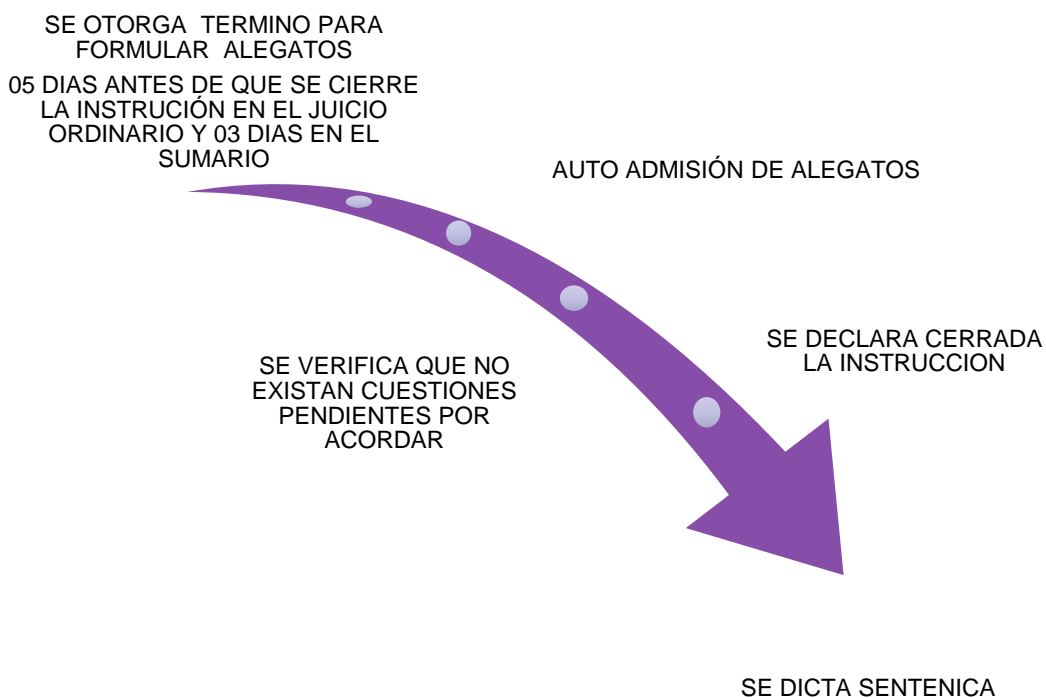 SE OTORGA TERMINO PARA
FORMULAR ALEGATOS
05 DIAS ANTES DE QUE SE CIERRE
LA INSTRUCIÓN EN EL JUICIO
ORDINARIO Y 03 DIAS EN EL
SUMARIO
AUTO ADMISIÓN DE ALEGATOS
SE VERIFICA QUE NO
EXISTAN CUESTIONES
PENDIENTES POR
ACORDAR
SE DECLARA CERRADA
LA INSTRUCCION
SE DICTA SENTENICA